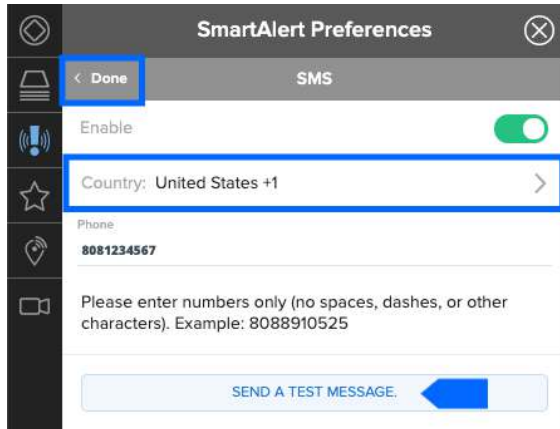 SmartAlert Preferences
Done
SMS
Enable
Country: United States +1
Phone
8081234567
Please enter numbers only (no spaces, dashes, or other
characters). Example: 8088910525
SEND A TEST MESSAGE.